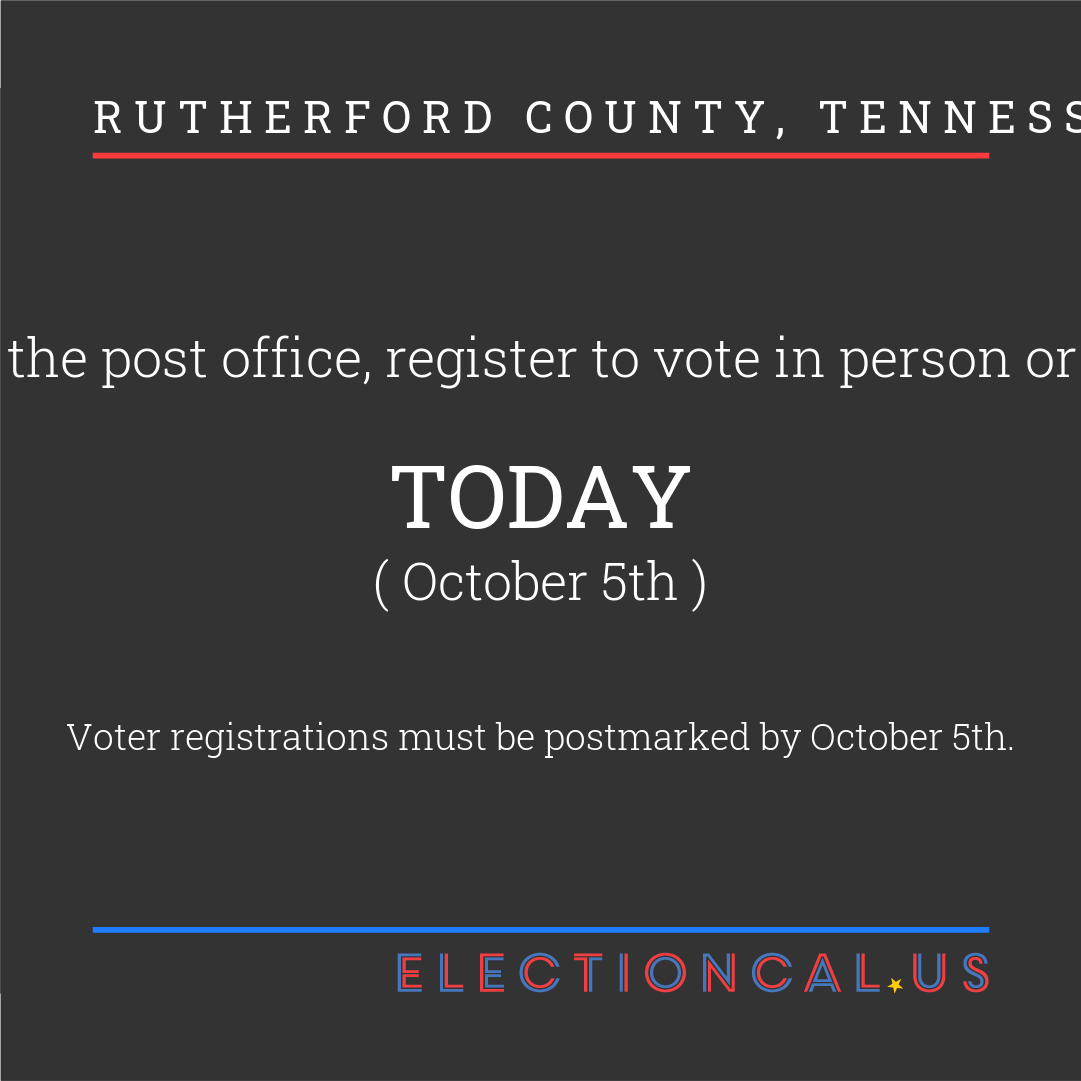 RUTHERFORD COUNTY, TENNESS
the post office, register to vote in person or
TODAY
( October 5th )
Voter registrations must be postmarked by October 5th.
ELECTIONCAL.US